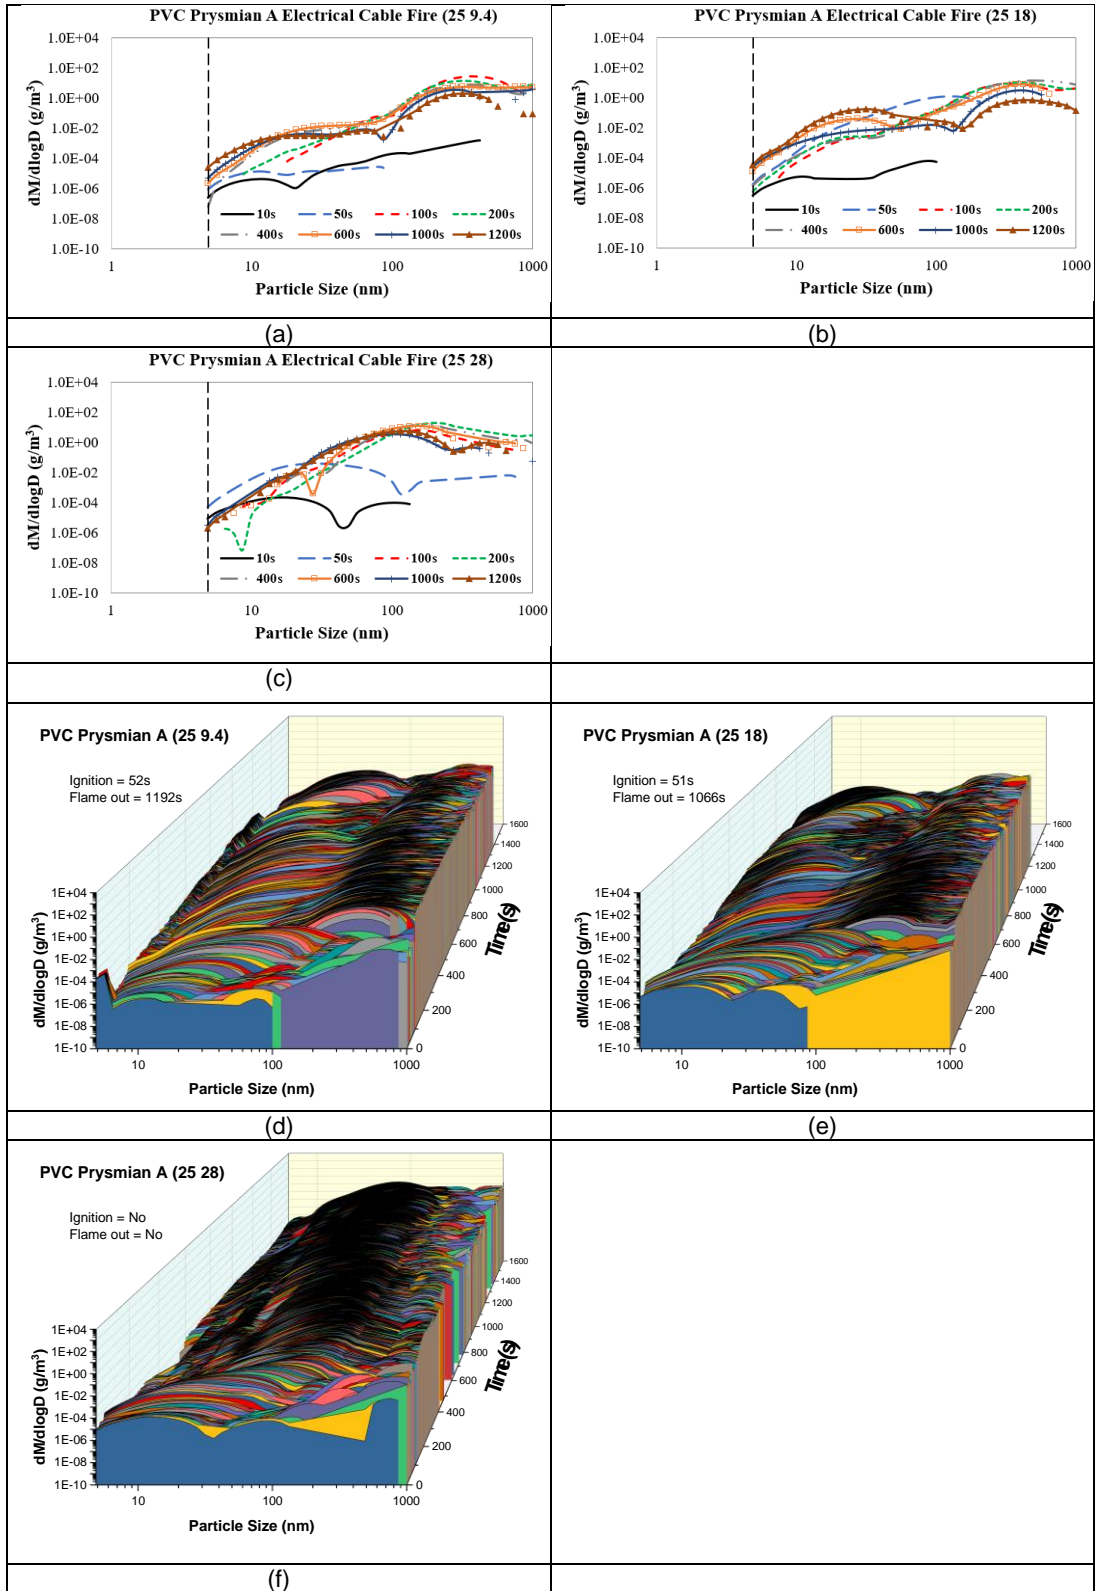 PVC Prysmian A Electrical Cable Fire (25 9.4)
dM/dlogD (g/m³)
1.0E+04
1.0E+02
1.0E+00
1.0E-02
1.0E-04
1.0E-06
1.0E-08
1.0E-10
10s 50s 100s 200s
400s 600s 1000s 1200s
1 10 100 1000
Particle Size (nm)
(a)
PVC Prysmian A Electrical Cable Fire (25 18)
dM/dlogD (g/m³)
1.0E+04
1.0E+02
1.0E+00
1.0E-02
1.0E-04
1.0E-06
1.0E-08
1.0E-10
10s 50s 100s 200s
400s 600s 1000s 1200s
1 10 100 1000
Particle Size (nm)
(b)
PVC Prysmian A Electrical Cable Fire (25 28)
dM/dlogD (g/m³)
1.0E+04
1.0E+02
1.0E+00
1.0E-02
1.0E-04
1.0E-06
1.0E-08
1.0E-10
10s 50s 100s 200s
400s 600s 1000s 1200s
1 10 100 1000
Particle Size (nm)
(c)
PVC Prysmian A (25 9.4)
Ignition = 52s
Flame out = 1192s
dM/dlogD (g/m³)
1E+04
1E+02
1E+00
1E-02
1E-04
1E-06
1E-08
1E-10
10 100 1000
Particle Size (nm)
1600
1400
1200
1000
800
600
400
200
0
Time(s)
(d)
PVC Prysmian A (25 18)
Ignition = 51s
Flame out = 1066s
dM/dlogD (g/m³)
1E+04
1E+02
1E+00
1E-02
1E-04
1E-06
1E-08
1E-10
10 100 1000
Particle Size (nm)
1600
1400
1200
1000
800
600
400
200
0
Time(s)
(e)
PVC Prysmian A (25 28)
Ignition = No
Flame out = No
dM/dlogD (g/m³)
1E+04
1E+02
1E+00
1E-02
1E-04
1E-06
1E-08
1E-10
10 100 1000
Particle Size (nm)
1600
1400
1200
1000
800
600
400
200
0
Time(s)
(f)